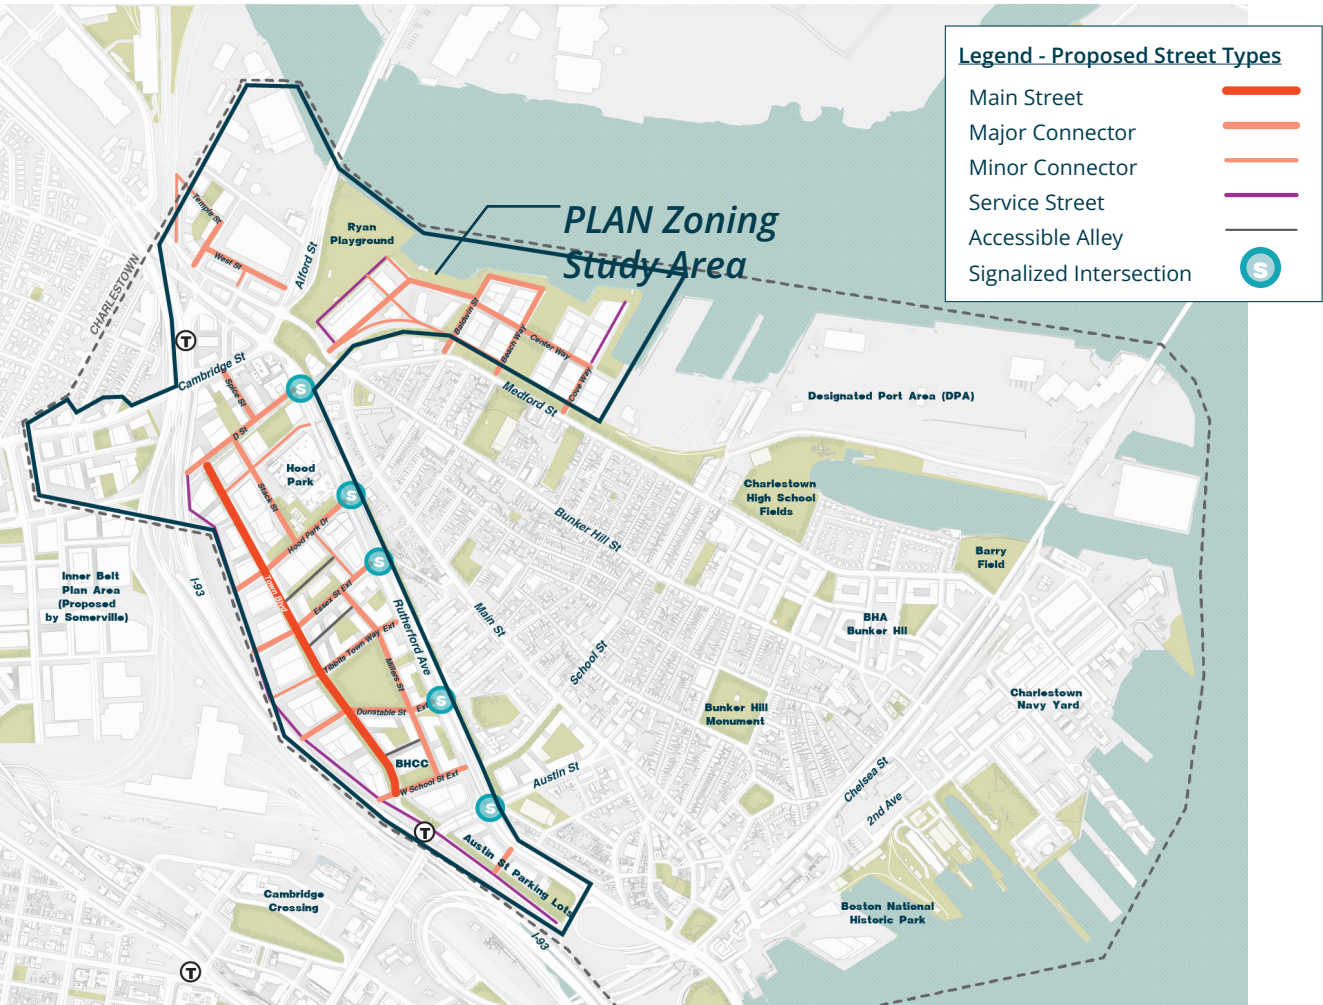 Legend - Proposed Street Types
Main Street
Major Connector
Minor Connector
Service Street
Accessible Alley
Signalized Intersection
S
PLAN Zoning
Study Area
Ryan
Playground
Temple St
West St
Alford St
CHARLESTOWN
T
Cambridge St
Spice St
S
D St
Baldwin St
Beach Way
Center Way
Cove Way
Medford St
Designated Port Area (DPA)
Hood
Park
Stack St
S
Hood Park Dr
Charlestown
High School
Fields
Bunker Hill St
Barry
Field
S
Inner Belt
Plan Area
(Proposed
by Somerville)
I-93
Town Blvd
Essex St Ext
Rutherford Ave
Main St
School St
BHA
Bunker Hil
Tibbits Town Way Ext
Millers St
Dunstable St
Ext
S
Bunker Hill
Monument
Charlestown
Navy Yard
BHCC
W School St Ext
Austin St
Chelsea St
2nd Ave
S
T
Austin St Parking Lots
Cambridge
Crossing
Boston National
Historic Park
I-93
T